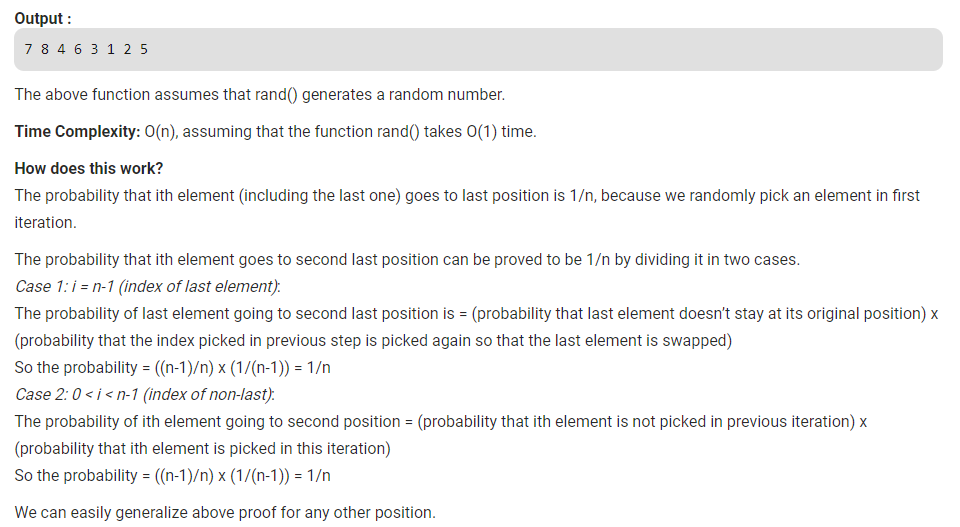 Output :
7 8 4 6 3 1 2 5
The above function assumes that rand() generates a random number.
Time Complexity: O(n), assuming that the function rand() takes O(1) time.
How does this work?
The probability that ith element (including the last one) goes to last position is 1/n, because we randomly pick an element in first
iteration.
The probability that ith element goes to second last position can be proved to be 1/n by dividing it in two cases.
Case 1: i = n-1 (index of last element):
The probability of last element going to second last position is = (probability that last element doesn't stay at its original position) x
(probability that the index picked in previous step is picked again so that the last element is swapped)
So the probability = ((n-1)/n) x (1/(n-1)) = 1/n
Case 2: 0 < i < n-1 (index of non-last):
The probability of ith element going to second position = (probability that ith element is not picked in previous iteration) x
(probability that ith element is picked in this iteration)
So the probability = ((n-1)/n) x (1/(n-1)) = 1/n
We can easily generalize above proof for any other position.